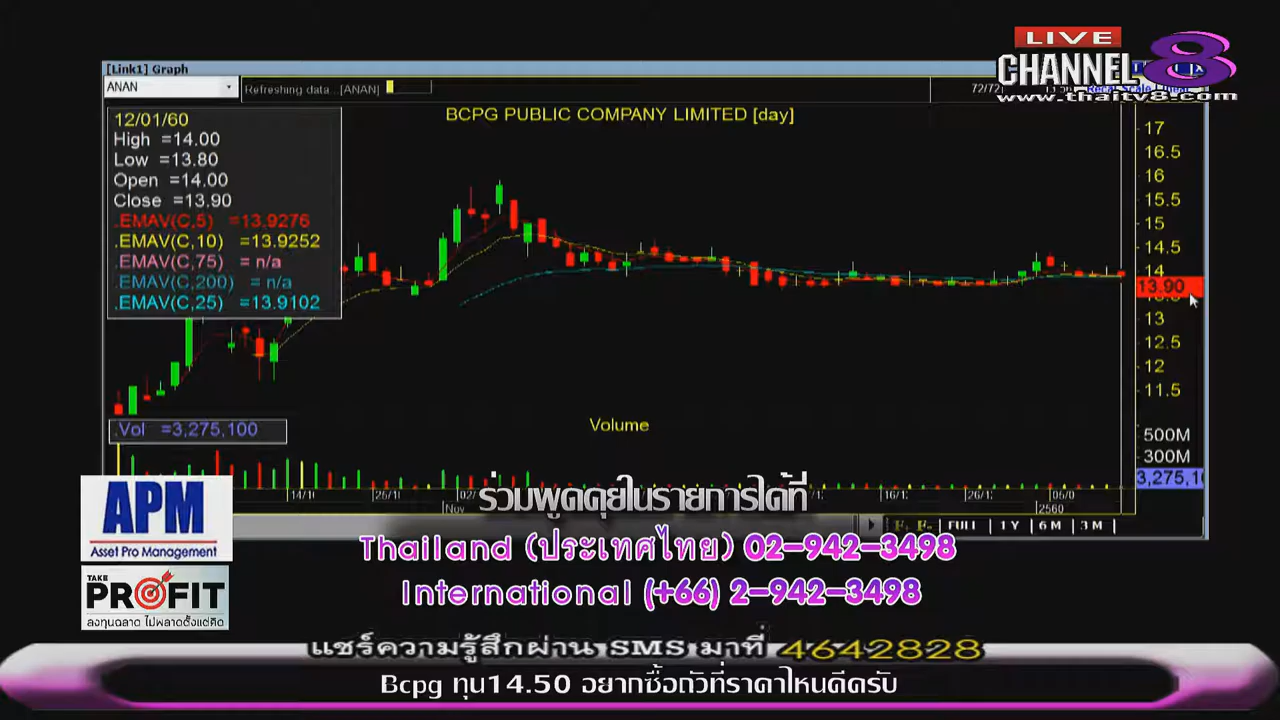 LIVE
CHANNEL 8
www.thaitv8.com
[Link1] Graph
ANAN
Refreshing data...[ANAN]
72/72
BCPG PUBLIC COMPANY LIMITED [day]
12/01/60
High =14.00
Low =13.80
Open =14.00
Close =13.90
.EMAV(C,5) =13.9276
.EMAV(C,10) =13.9252
.EMAV(C,75) = n/a
.EMAV(C,200) = n/a
.EMAV(C,25) =13.9102
17
16.5
16
15.5
15
14.5
14
13.90
13
12.5
12
11.5
.Vol =3,275,100
Volume
500M
300M
3,275,10
14/10
25/1
02/
16/1
26/1
05/0
Nov
2560
FULL
1 Y
6 M
3 M
ร่วมพูดคุยในรายการได้ที่
Thailand (ประเทศไทย) 02-942-3498
International (+66) 2-942-3498
APM
Asset Pro Management
TAKE
PROFIT
ลงทุนฉลาด ไม่พลาดตั้งแต่คิด
แชร์ความรู้สึกผ่าน SMS มาที่ 4642828
Bcpg ทุน14.50 อยากซื้อถัวที่ราคาไหนดีครับ